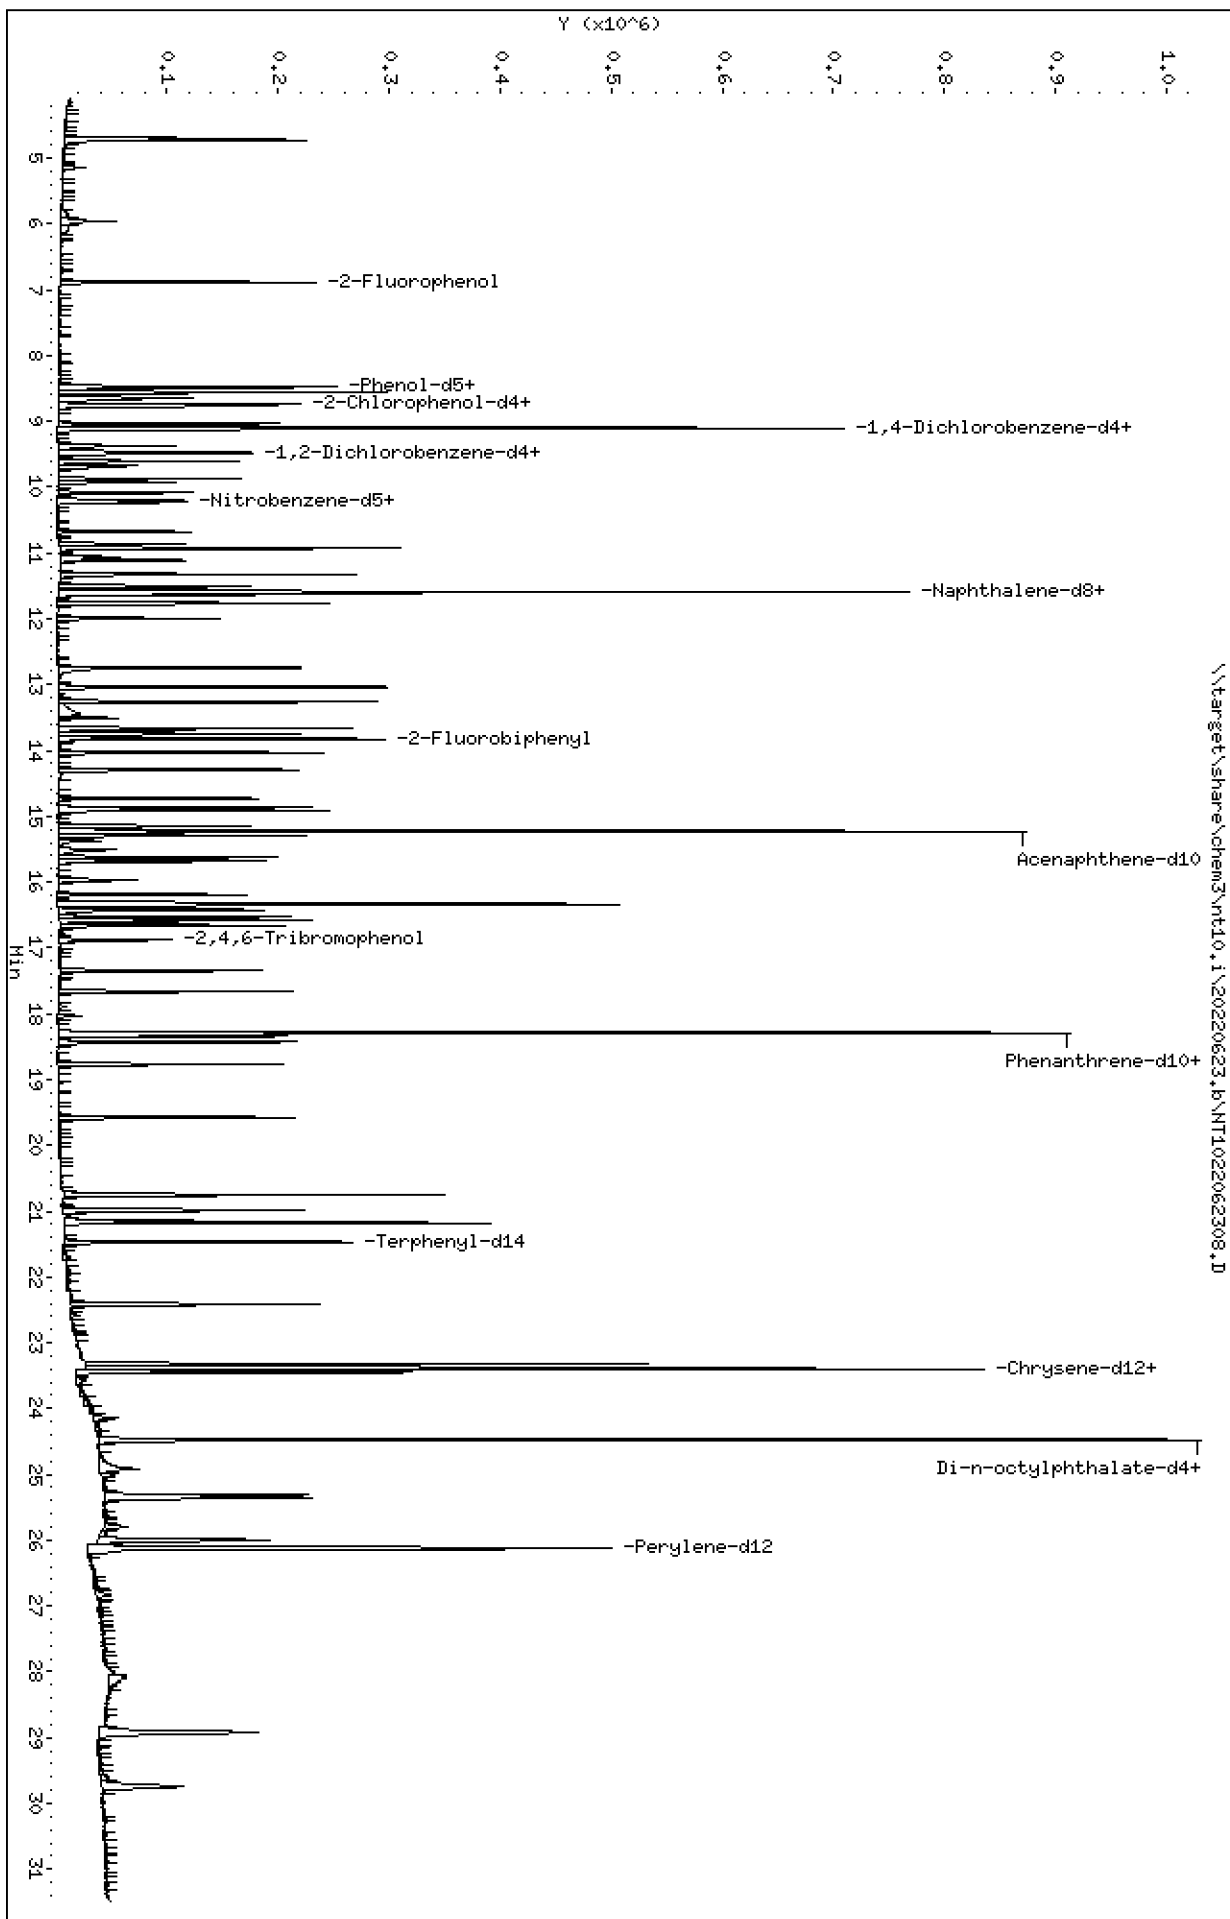 \\target\share\chem3\nt10.i\20220623.b\NT1022062308.D
Y (x10^6)
0.1
0.2
0.3
0.4
0.5
0.6
0.7
0.8
0.9
1.0
-2-Fluorophenol
-Phenol-d5+
-2-Chlorophenol-d4+
-1,4-Dichlorobenzene-d4+
-1,2-Dichlorobenzene-d4+
-Nitrobenzene-d5+
-Naphthalene-d8+
-2-Fluorobiphenyl
Acenaphthene-d10
-2,4,6-Tribromophenol
Phenanthrene-d10+
-Terphenyl-d14
-Chrysene-d12+
Di-n-octylphthalate-d4+
-Perylene-d12
5
6
7
8
9
10
11
12
13
14
15
16
17
18
19
20
21
22
23
24
25
26
27
28
29
30
31
Min